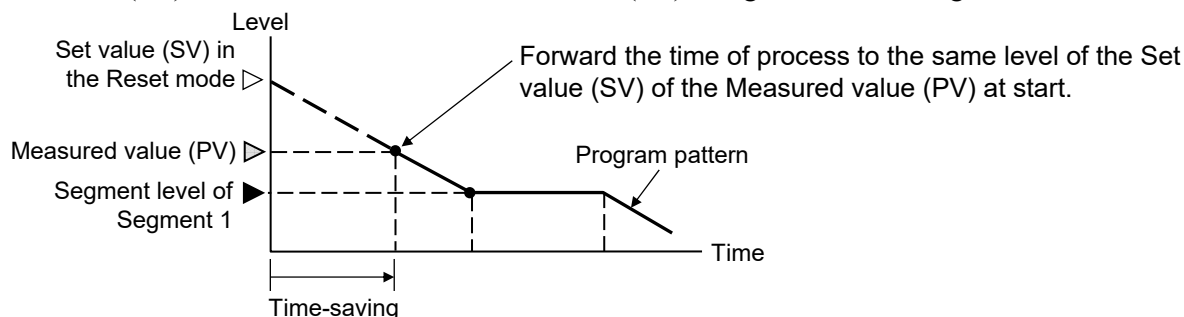 Level
Set value (SV) in
the Reset mode
Forward the time of process to the same level of the Set
value (SV) of the Measured value (PV) at start.
Measured value (PV)
Program pattern
Segment level of
Segment 1
Time
Time-saving